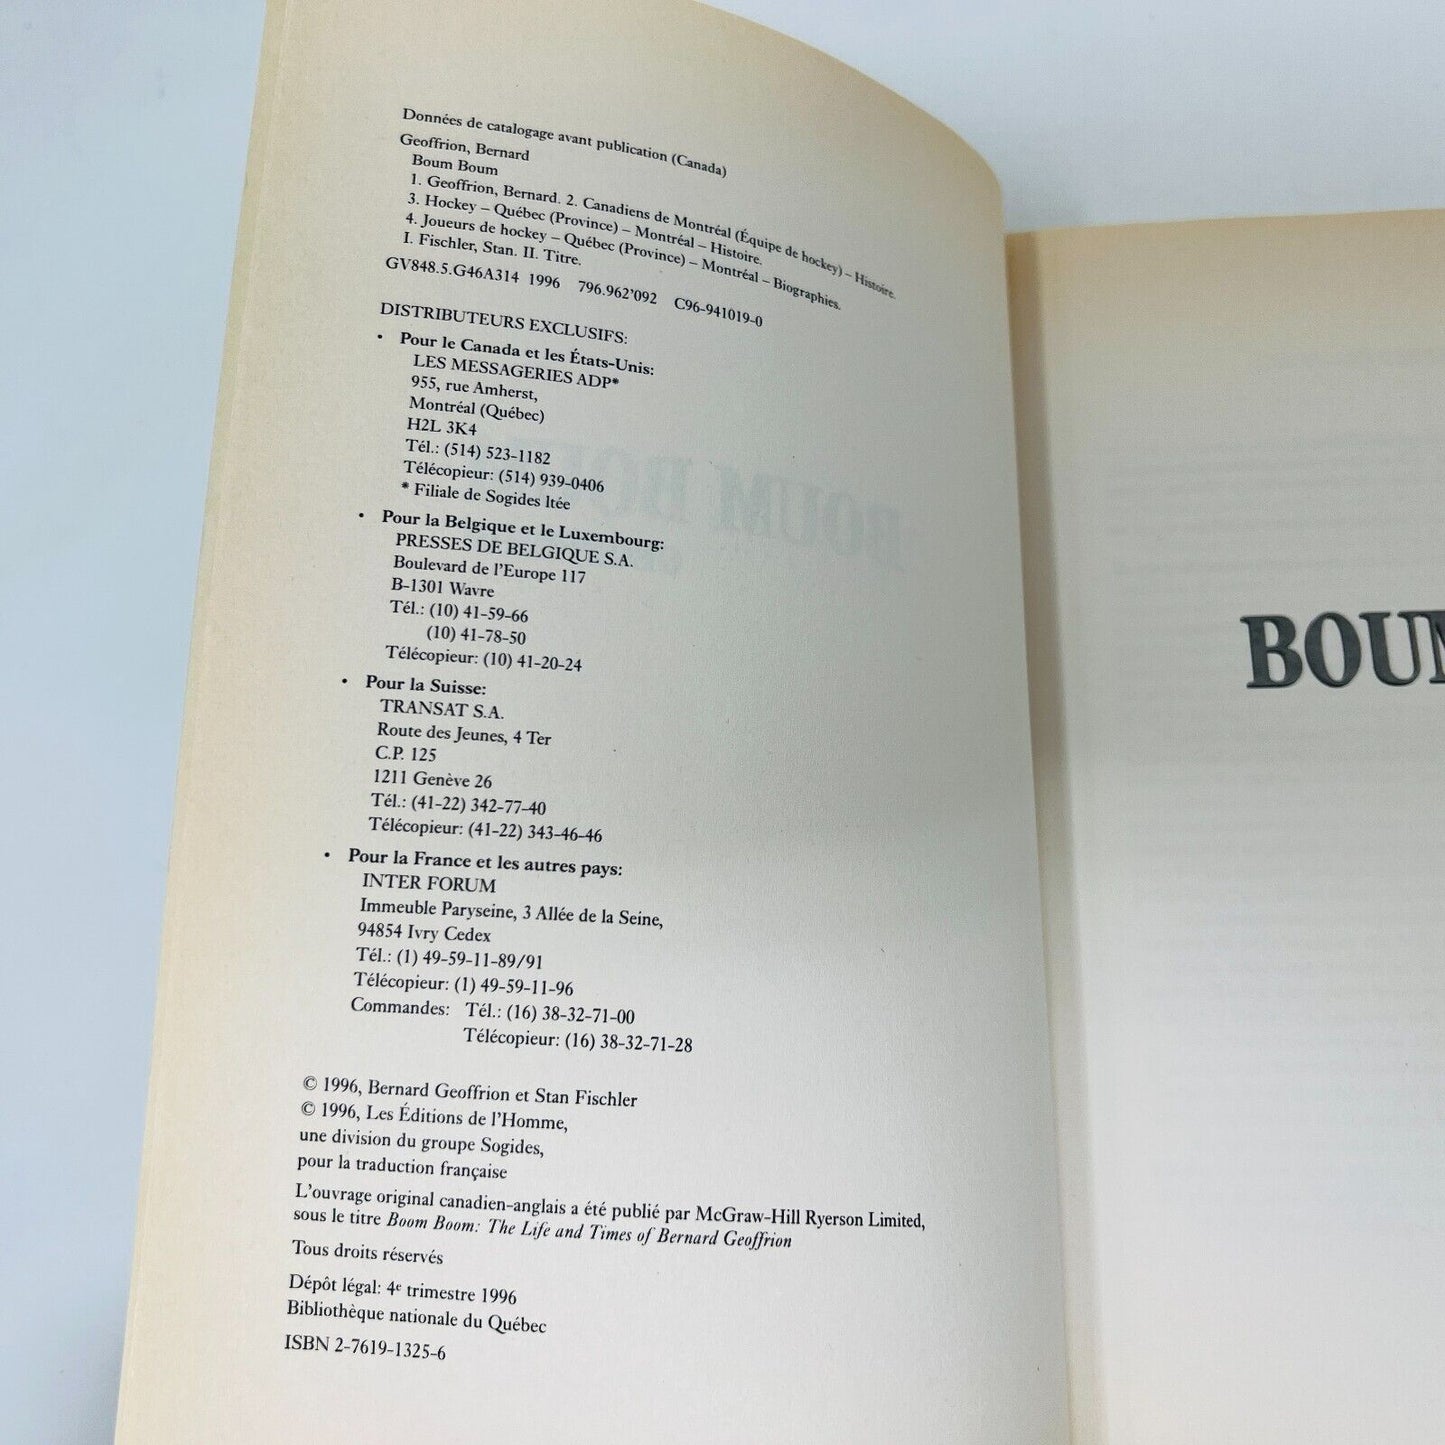 Données de catalogage avant publication (Canada)
Geoffrion, Bernard
Boum Boum
1. Geoffrion, Bernard. 2. Canadiens de Montréal (Équipe de hockey) – Histoire.
3. Hockey – Québec (Province) – Montréal – Histoire.
4. Joueurs de hockey – Québec (Province) – Montréal – Biographies.
I. Fischler, Stan. II. Titre.
GV848.5.G46A314 1996 796.962'092 C96-941019-0
DISTRIBUTEURS EXCLUSIFS:
• Pour le Canada et les États-Unis:
LES MESSAGERIES ADP*
955, rue Amherst,
Montréal (Québec)
H2L 3K4
Tél.: (514) 523-1182
Télécopieur: (514) 939-0406
* Filiale de Sogides ltée
• Pour la Belgique et le Luxembourg:
PRESSES DE BELGIQUE S.A.
Boulevard de l'Europe 117
B-1301 Wavre
Tél.: (10) 41-59-66
(10) 41-78-50
Télécopieur: (10) 41-20-24
• Pour la Suisse:
TRANSAT S.A.
Route des Jeunes, 4 Ter
C.P. 125
1211 Genève 26
Tél.: (41-22) 342-77-40
Télécopieur: (41-22) 343-46-46
• Pour la France et les autres pays:
INTER FORUM
Immeuble Paryseine, 3 Allée de la Seine,
94854 Ivry Cedex
Tél.: (1) 49-59-11-89/91
Télécopieur: (1) 49-59-11-96
Commandes: Tél.: (16) 38-32-71-00
Télécopieur: (16) 38-32-71-28
© 1996, Bernard Geoffrion et Stan Fischler
© 1996, Les Éditions de l'Homme,
une division du groupe Sogides,
pour la traduction française
L'ouvrage original canadien-anglais a été publié par McGraw-Hill Ryerson Limited,
sous le titre Boom Boom: The Life and Times of Bernard Geoffrion
Tous droits réservés
Dépôt légal: 4e trimestre 1996
Bibliothèque nationale du Québec
ISBN 2-7619-1325-6
BOUM